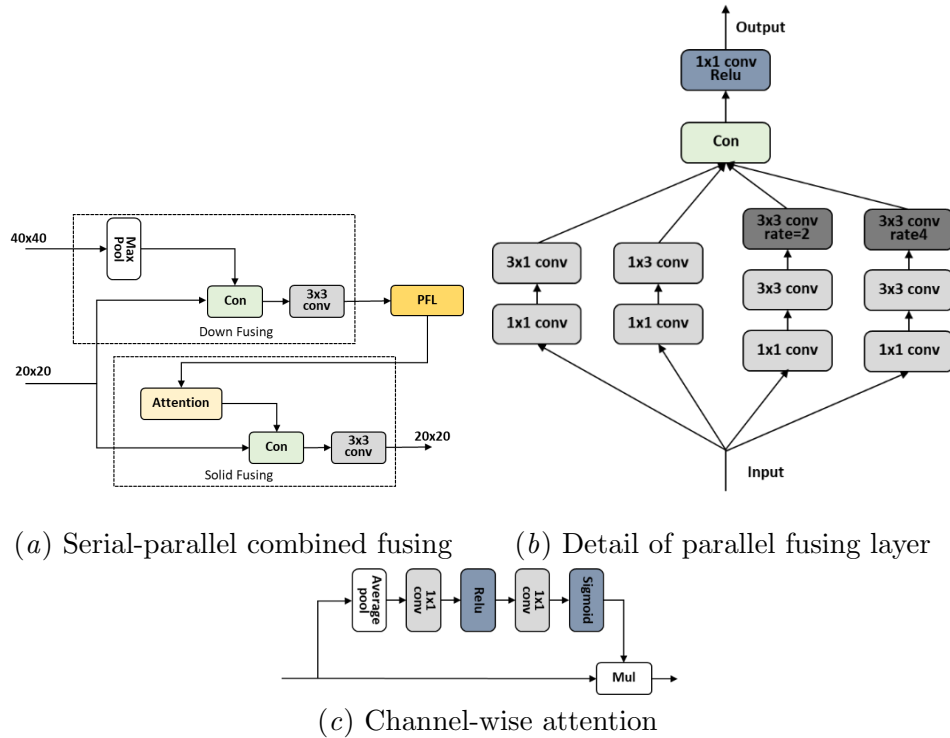 40x40
Max
Pool
Con
3x3
conv
PFL
Down Fusing
20x20
Attention
Con
3x3
conv
20x20
Solid Fusing
(a) Serial-parallel combined fusing
Output
1x1 conv
Relu
Con
3x1 conv
1x3 conv
3x3 conv
rate=2
3x3 conv
rate4
3x3 conv
3x3 conv
1x1 conv
1x1 conv
1x1 conv
1x1 conv
Input
(b) Detail of parallel fusing layer
Average
pool
1x1
conv
Relu
1x1
conv
Sigmoid
Mul
(c) Channel-wise attention